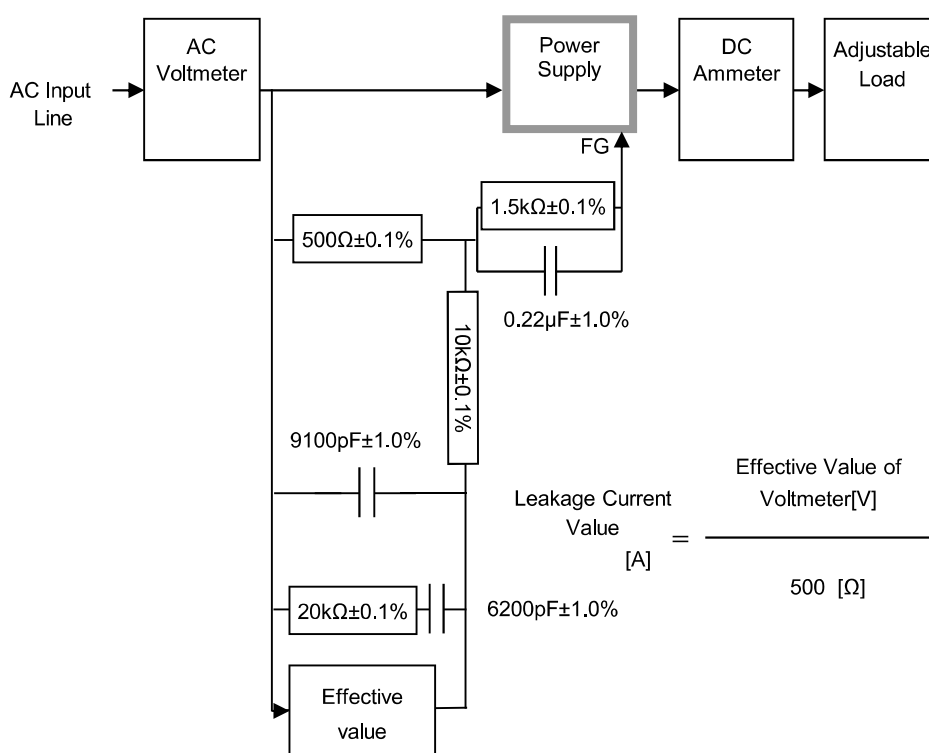 AC
Voltmeter
Power
Supply
DC
Ammeter
Adjustable
Load
AC Input
Line
FG
1.5kΩ±0.1%
500Ω±0.1%
0.22µF±1.0%
10kΩ±0.1%
9100pF±1.0%
Effective Value of
Voltmeter[V]
Leakage Current
Value
[A]
=
500 [Ω]
20kΩ±0.1%
6200pF±1.0%
Effective
value